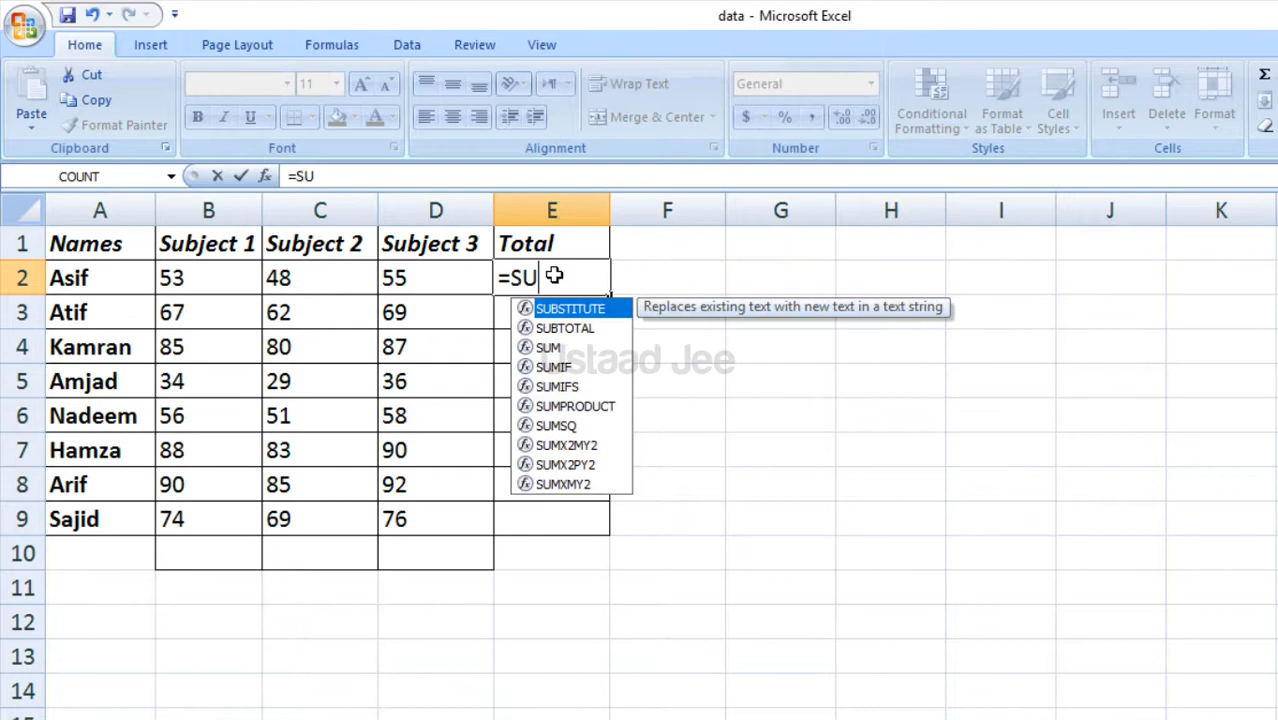 data - Microsoft Excel
Home Insert Page Layout Formulas Data Review View
Paste
Cut
Copy
Format Painter
Clipboard
11
A A
B I U A
Font
Wrap Text
Merge & Center
Alignment
General
$ % , .00 .0
Number
Conditional Formatting
Format as Table
Cell Styles
Styles
Insert Delete Format
Cells
Σ
COUNT fx =SU
A B C D E F G H I J K
1 Names Subject 1 Subject 2 Subject 3 Total
2 Asif 53 48 55 =SU
3 Atif 67 62 69
4 Kamran 85 80 87
5 Amjad 34 29 36
6 Nadeem 56 51 58
7 Hamza 88 83 90
8 Arif 90 85 92
9 Sajid 74 69 76
10
11
12
13
14
SUBSTITUTE Replaces existing text with new text in a text string
SUBTOTAL
SUM
SUMIF
SUMIFS
SUMPRODUCT
SUMSQ
SUMX2MY2
SUMX2PY2
SUMXMY2
Ustaad Jee